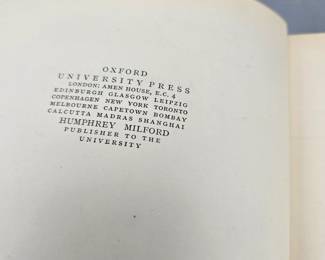 OXFORD
UNIVERSITY PRESS
LONDON: AMEN HOUSE, E.C. 4
EDINBURGH GLASGOW LEIPZIG
COPENHAGEN NEW YORK TORONTO
MELBOURNE CAPETOWN BOMBAY
CALCUTTA MADRAS SHANGHAI
HUMPHREY MILFORD
PUBLISHER TO THE
UNIVERSITY